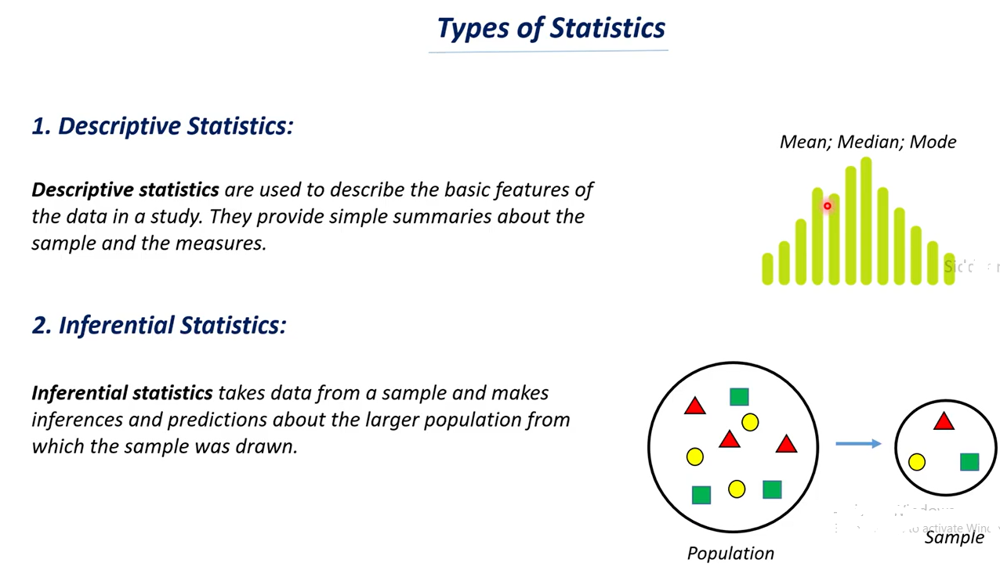 Types of Statistics
1. Descriptive Statistics:
Mean; Median; Mode
Descriptive statistics are used to describe the basic features of
the data in a study. They provide simple summaries about the
sample and the measures.
2. Inferential Statistics:
Inferential statistics takes data from a sample and makes
inferences and predictions about the larger population from
which the sample was drawn.
to activate
Sample
Population